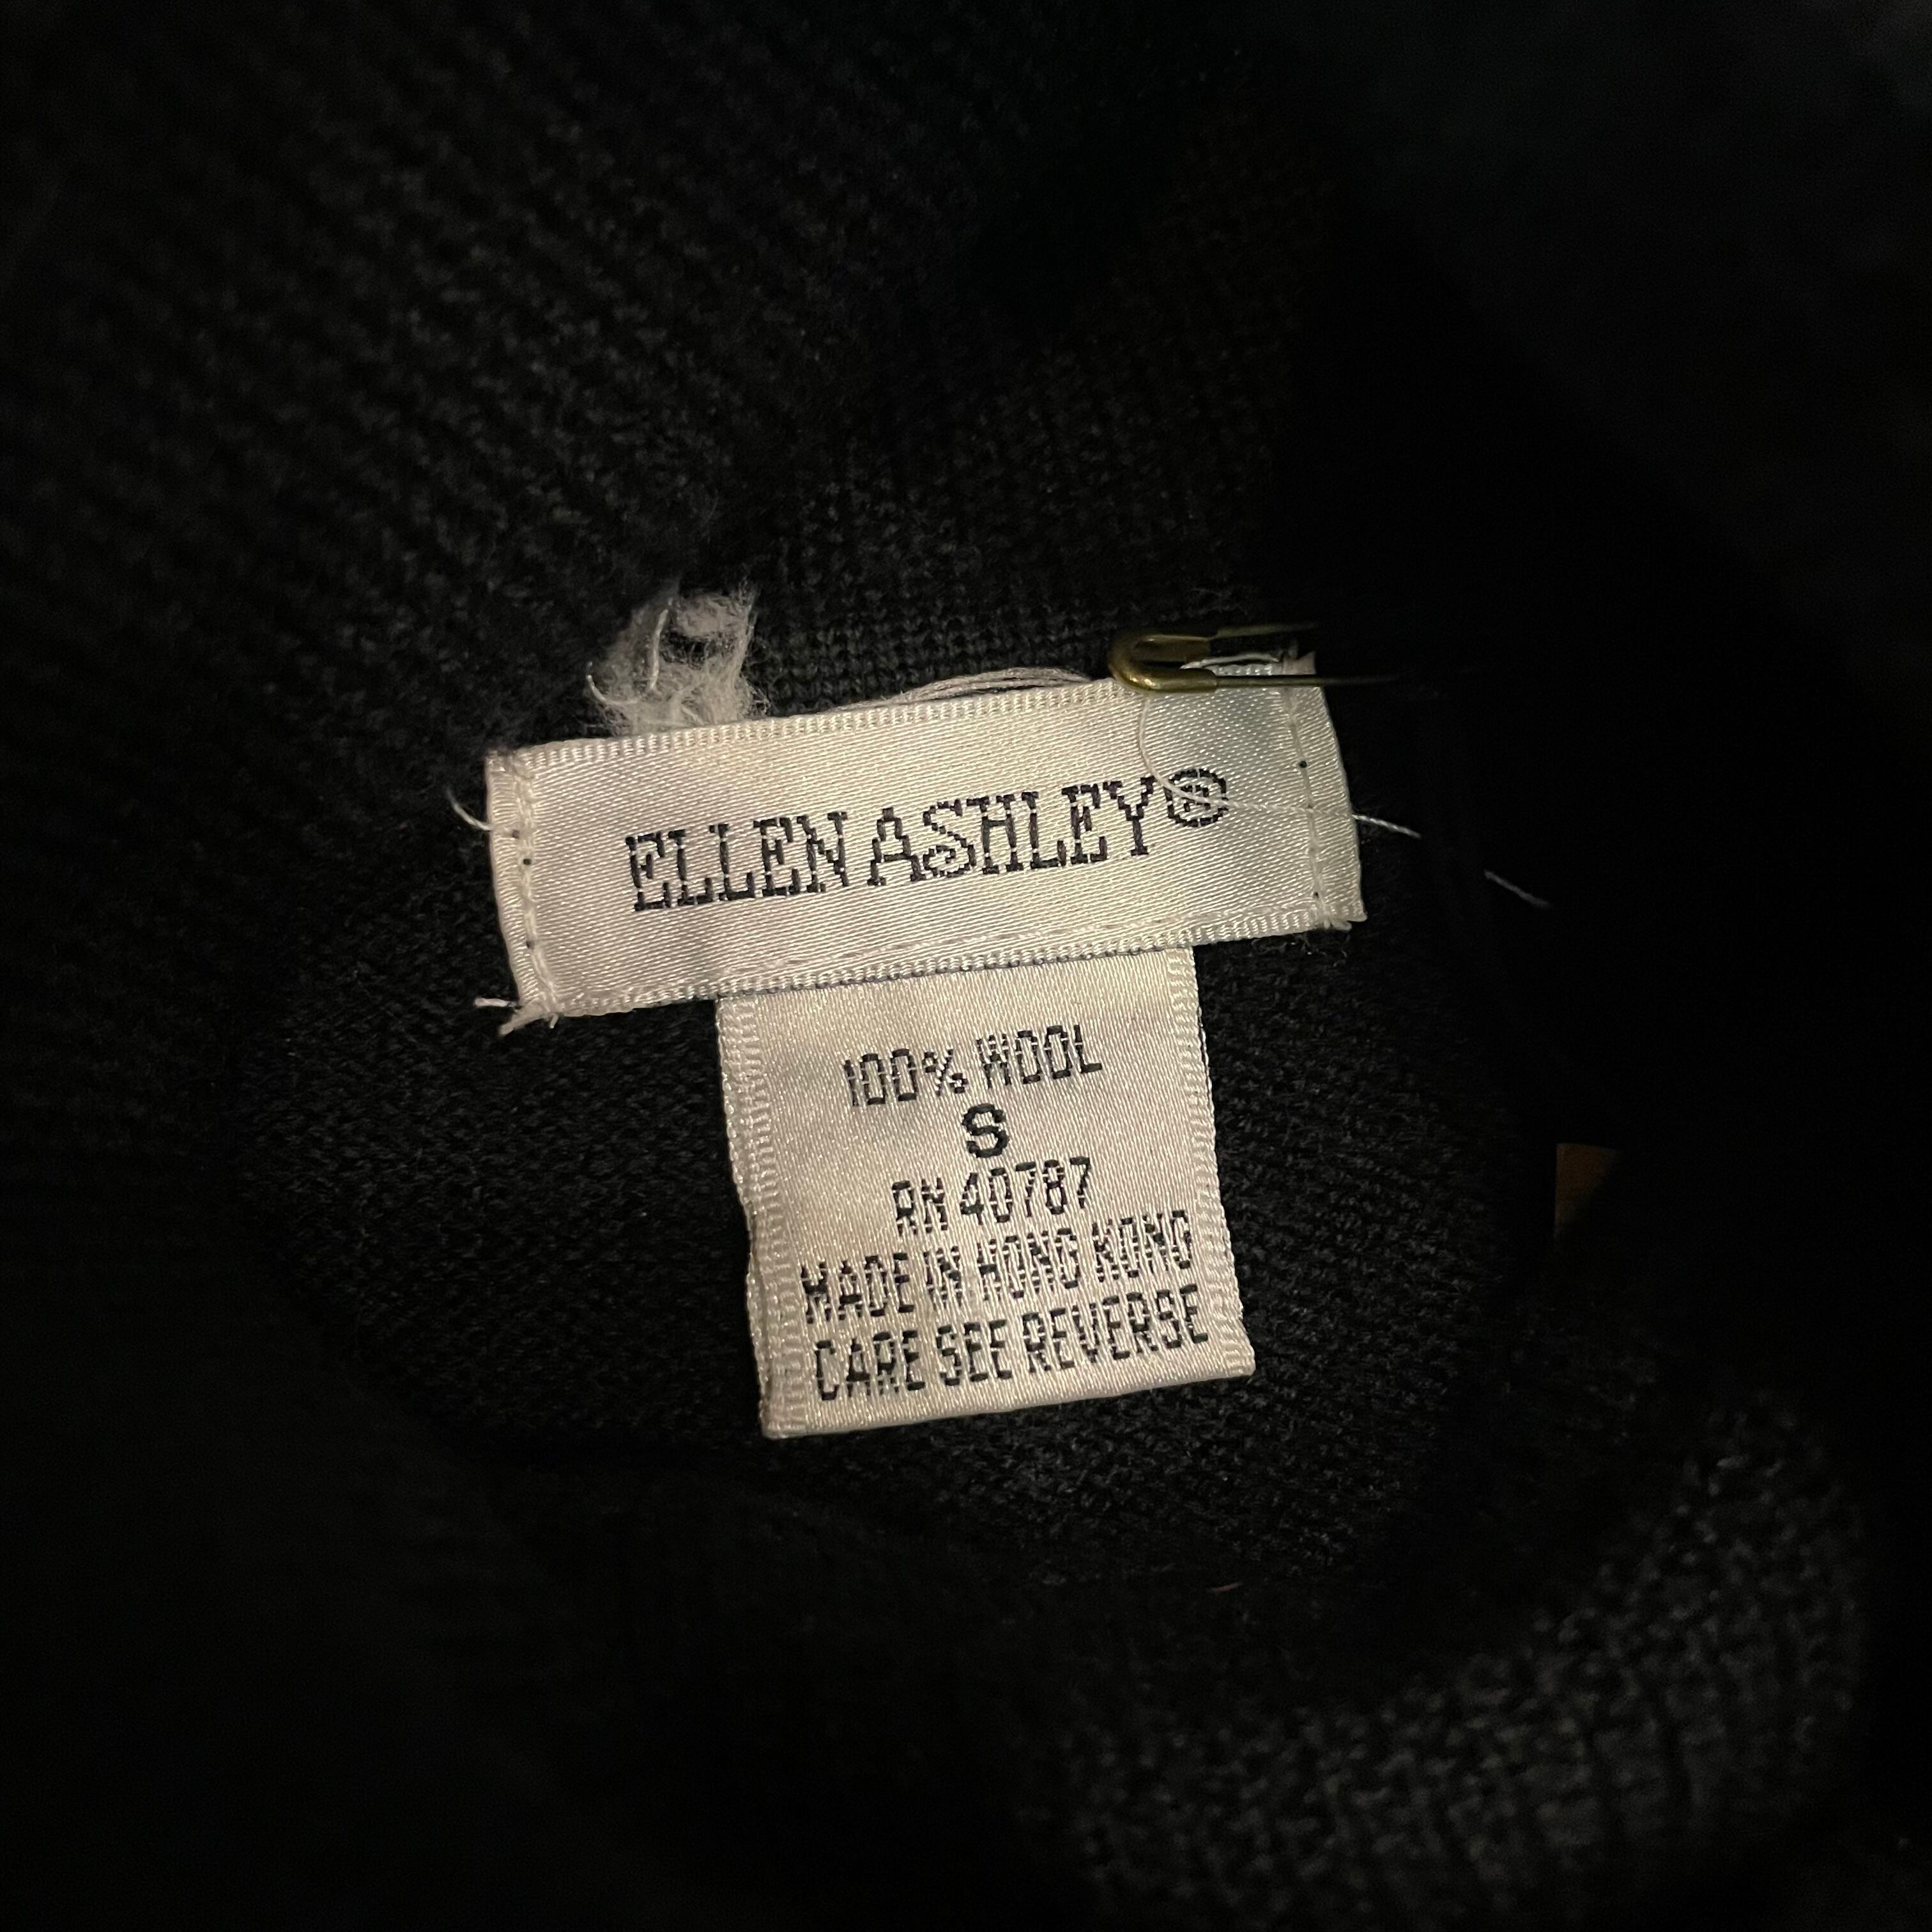 ELLEN ASHLEY®
100% WOOL
S
RN 40787
MADE IN HONG KONG
CARE SEE REVERSE